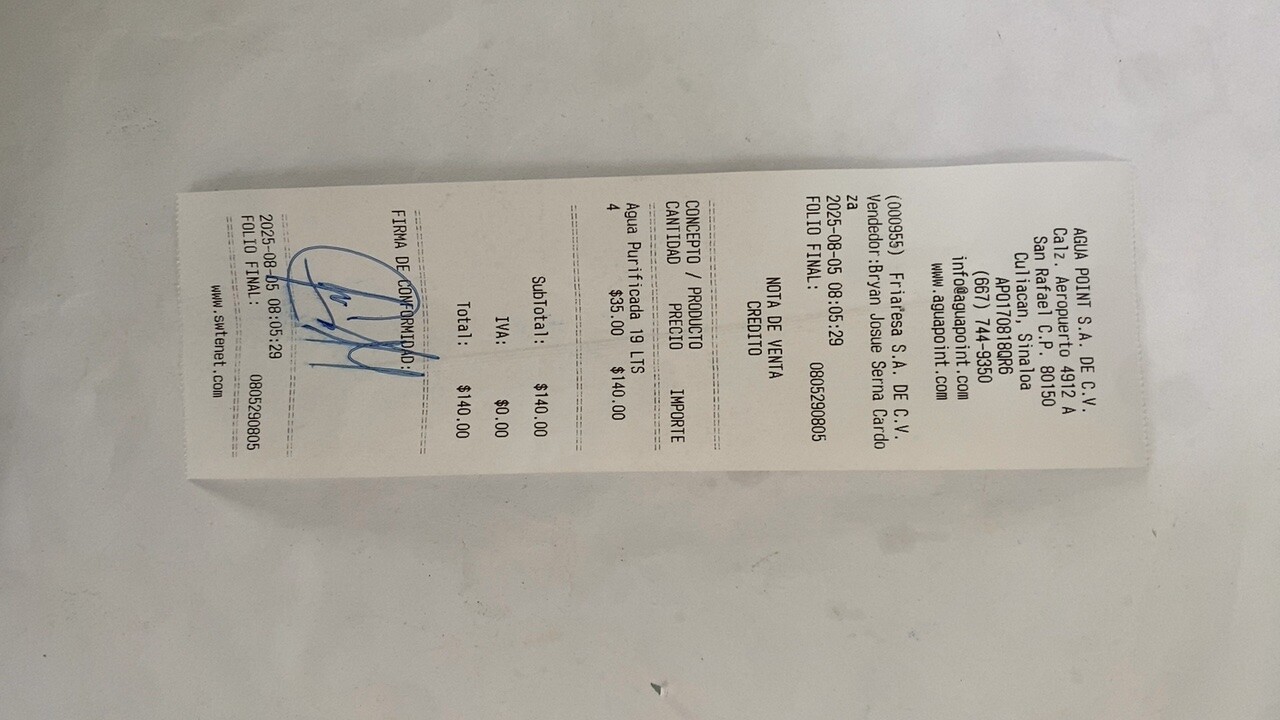 AGUA POINT S.A. DE C.V.
Calz. Aeropuerto 4912 A
San Rafael C.P. 80150
Culiacan, Sinaloa
APO170818QR6
(667) 744-9350
info@aguapoint.com
www.aguapoint.com
(000955) Friaresa S.A. DE C.V.
Vendedor:Bryan Josue Serna Cardo
za
2025-08-05 08:05:29
FOLIO FINAL: 0805290805
NOTA DE VENTA
CREDITO
CONCEPTO / PRODUCTO
CANTIDAD PRECIO IMPORTE
Agua Purificada 19 LTS
4 $35.00 $140.00
SubTotal: $140.00
IVA: $0.00
Total: $140.00
FIRMA DE CONFORMIDAD:
2025-08-05 08:05:29
FOLIO FINAL: 0805290805
www.swtenet.com